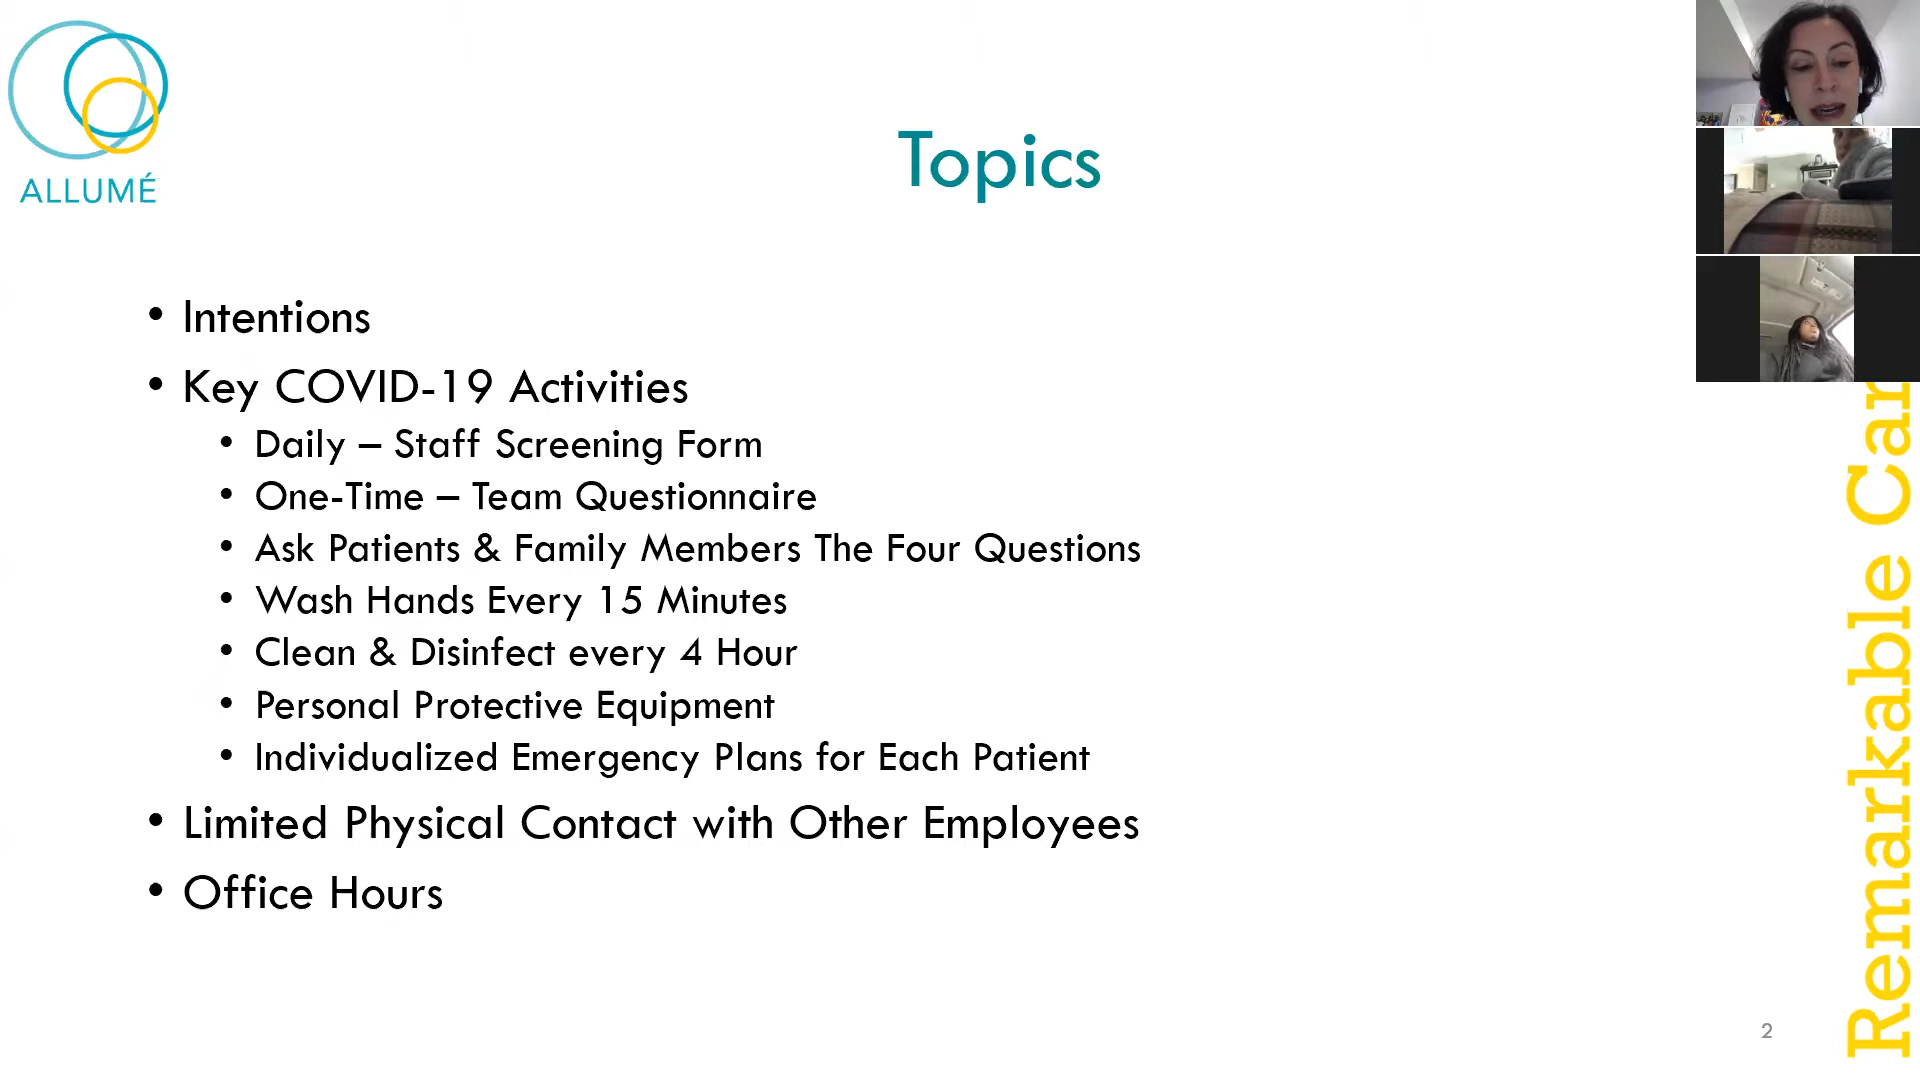 ALLUMÉ
Topics
• Intentions
• Key COVID-19 Activities
• Daily – Staff Screening Form
• One-Time – Team Questionnaire
• Ask Patients & Family Members The Four Questions
• Wash Hands Every 15 Minutes
• Clean & Disinfect every 4 Hour
• Personal Protective Equipment
• Individualized Emergency Plans for Each Patient
• Limited Physical Contact with Other Employees
• Office Hours
Remarkable Car
2